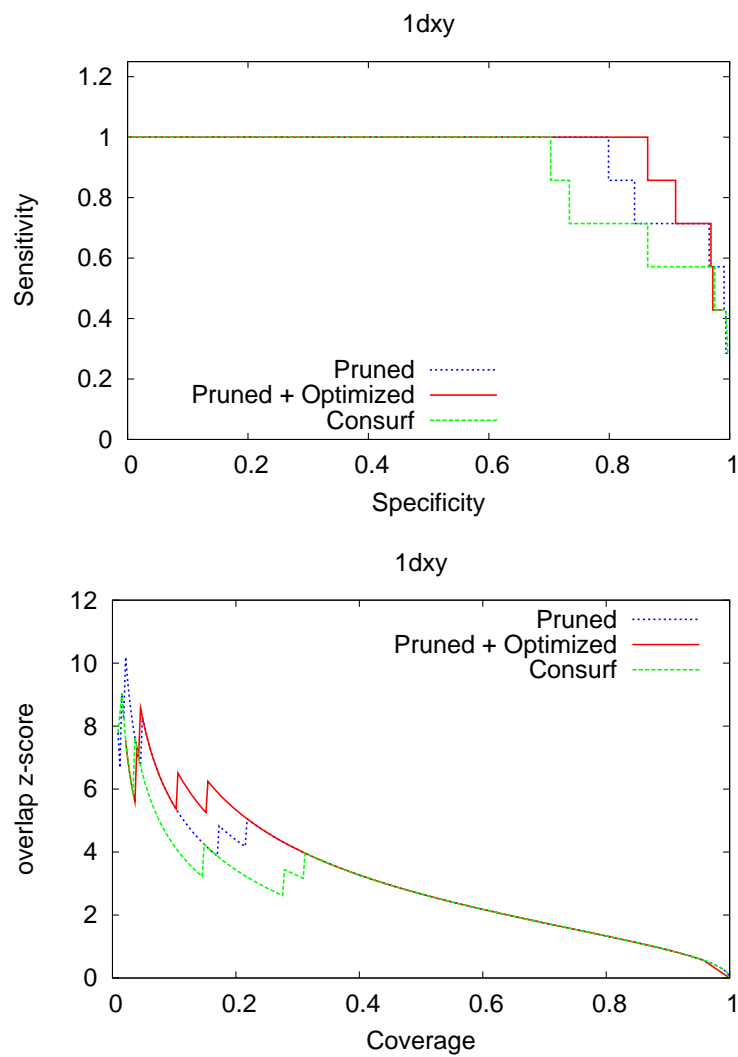 1dxy
1.2
1
0.8
0.6
0.4
0.2
0
Sensitivity
Pruned
Pruned + Optimized
Consurf
0 0.2 0.4 0.6 0.8 1
Specificity
1dxy
12
10
8
6
4
2
0
overlap z-score
Pruned
Pruned + Optimized
Consurf
0 0.2 0.4 0.6 0.8 1
Coverage